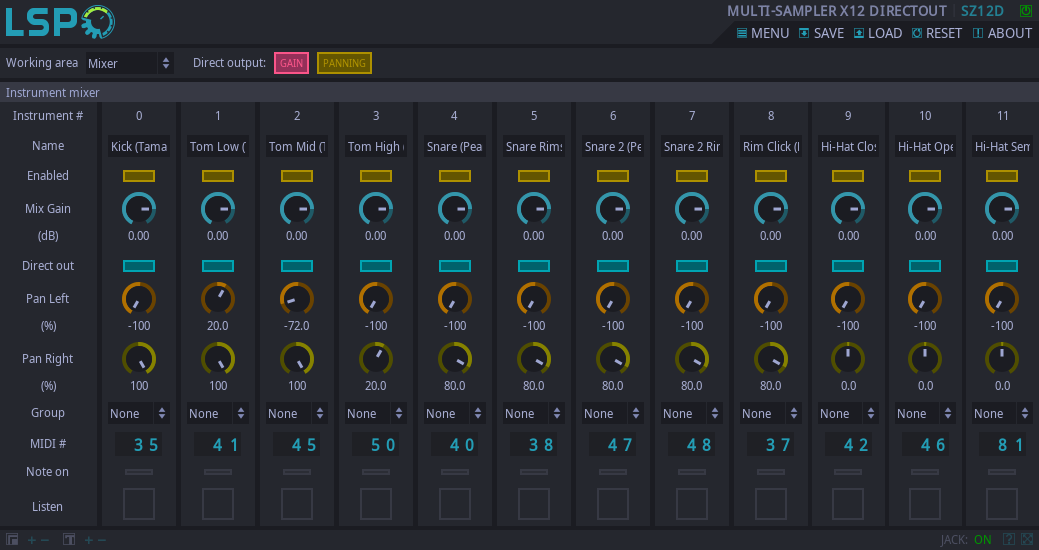 LSP MULTI-SAMPLER X12 DIRECTOUT SZ12D
MENU SAVE LOAD RESET ABOUT
Working area Mixer Direct output: GAIN PANNING
Instrument mixer
Instrument # 0 1 2 3 4 5 6 7 8 9 10 11
Name Kick (Tama Tom Low ( Tom Mid ( Tom High Snare (Pea Snare Rims Snare 2 (Pe Snare 2 Rir Rim Click ( Hi-Hat Clos Hi-Hat Ope Hi-Hat Sem
Enabled
Mix Gain
(dB) 0.00 0.00 0.00 0.00 0.00 0.00 0.00 0.00 0.00 0.00 0.00 0.00
Direct out
Pan Left
(%) -100 20.0 -72.0 -100 -100 -100 -100 -100 -100 -100 -100 -100
Pan Right
(%) 100 100 100 20.0 80.0 80.0 80.0 80.0 80.0 0.0 0.0 0.0
Group None None None None None None None None None None None None
MIDI # 35 41 45 50 40 38 47 48 37 42 46 81
Note on
Listen
JACK: ON